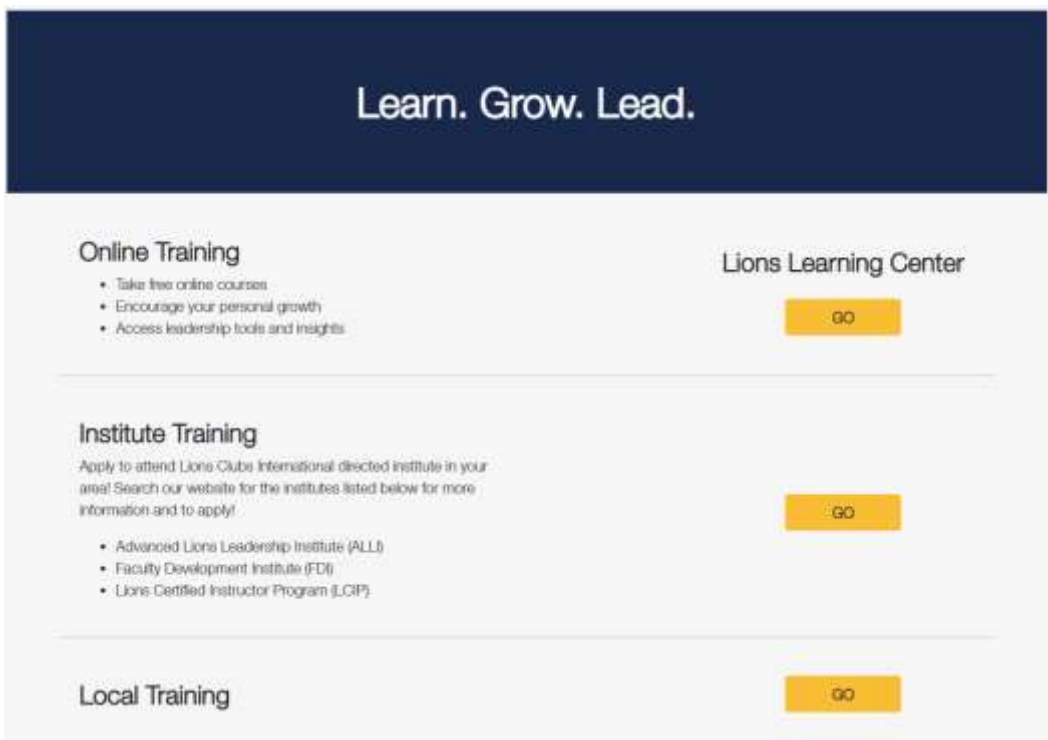 Learn. Grow. Lead.
Online Training
• Take free online courses
• Encourage your personal growth
• Access leadership tools and insights
Lions Learning Center
GO
Institute Training
Apply to attend Lions Clubs International directed institute in your
area! Search our website for the institutes listed below for more
information and to apply!
• Advanced Lions Leadership Institute (ALLI)
• Faculty Development Institute (FDI)
• Lions Certified Instructor Program (LCIP)
GO
Local Training
GO